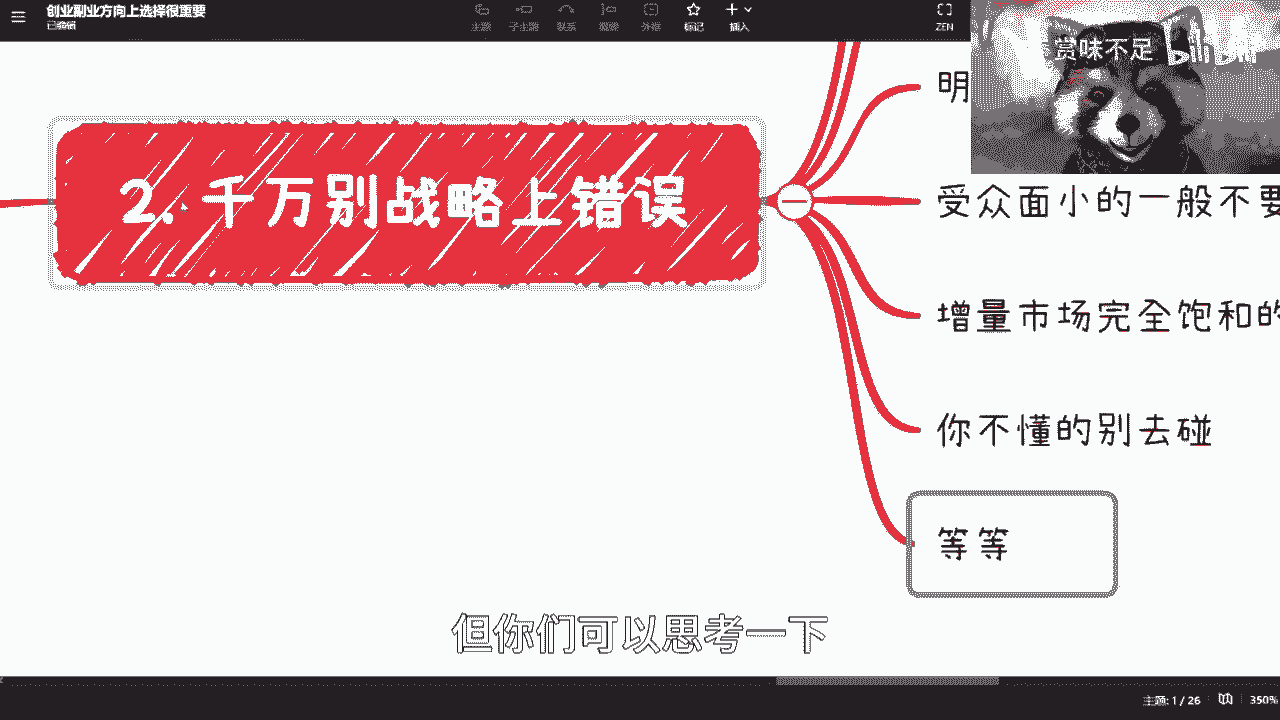 创业副业方向上选择很重要
已编辑
主题
子主题
联系
概要
外框
标记
插入
ZEN
赏味不足 bilibili
明
2. 千万别战略上错误
受众面小的一般不要
增量市场完全饱和的
你不懂的别去碰
等等
但你们可以思考一下
主题: 1 / 26
350%